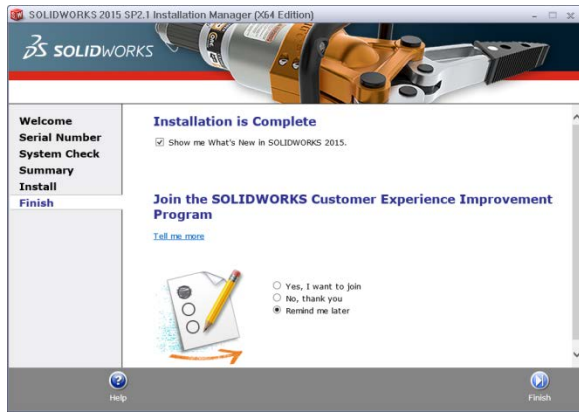 SOLIDWORKS 2015 SP2.1 Installation Manager (X64 Edition)
SOLIDWORKS
Welcome
Serial Number
System Check
Summary
Install
Finish
Installation is Complete
Show me What's New in SOLIDWORKS 2015.
Join the SOLIDWORKS Customer Experience Improvement
Program
Tell me more
Yes, I want to join
No, thank you
Remind me later
Help
Finish